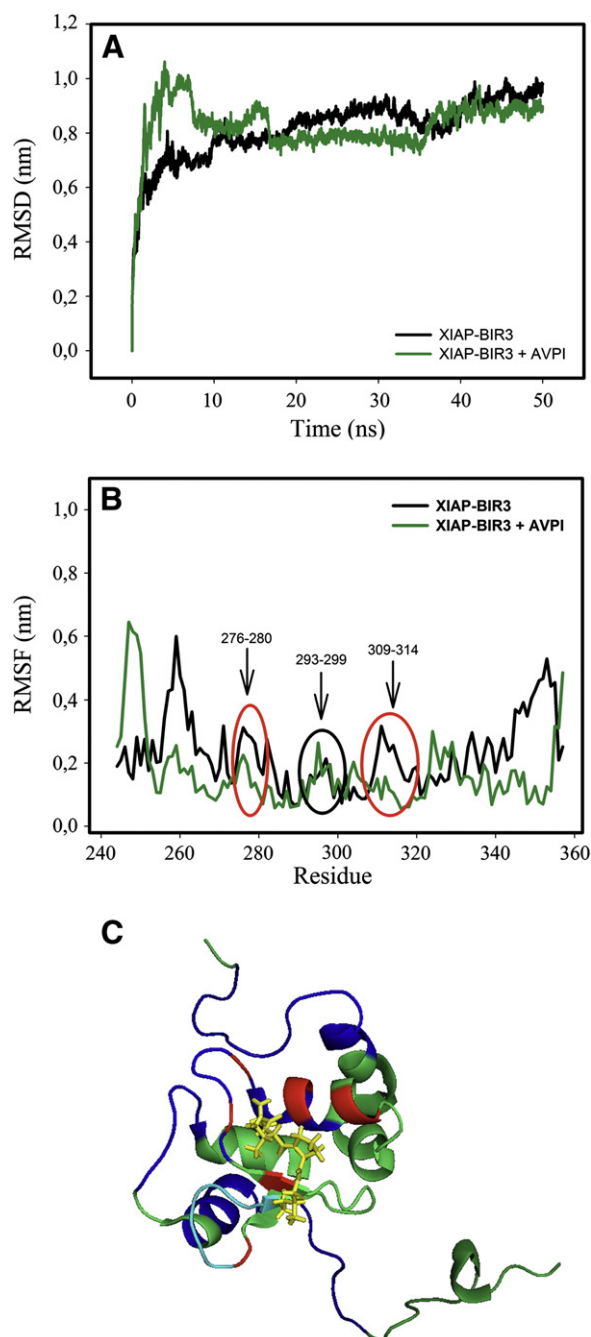 A
1,2
1,0
0,8
0,6
0,4
0,2
0,0
RMSD (nm)
XIAP-BIR3
XIAP-BIR3 + AVPI
0 10 20 30 40 50
Time (ns)
B
1,0
0,8
0,6
0,4
0,2
0,0
RMSF (nm)
XIAP-BIR3
XIAP-BIR3 + AVPI
276-280
293-299
309-314
240 260 280 300 320 340 360
Residue
C